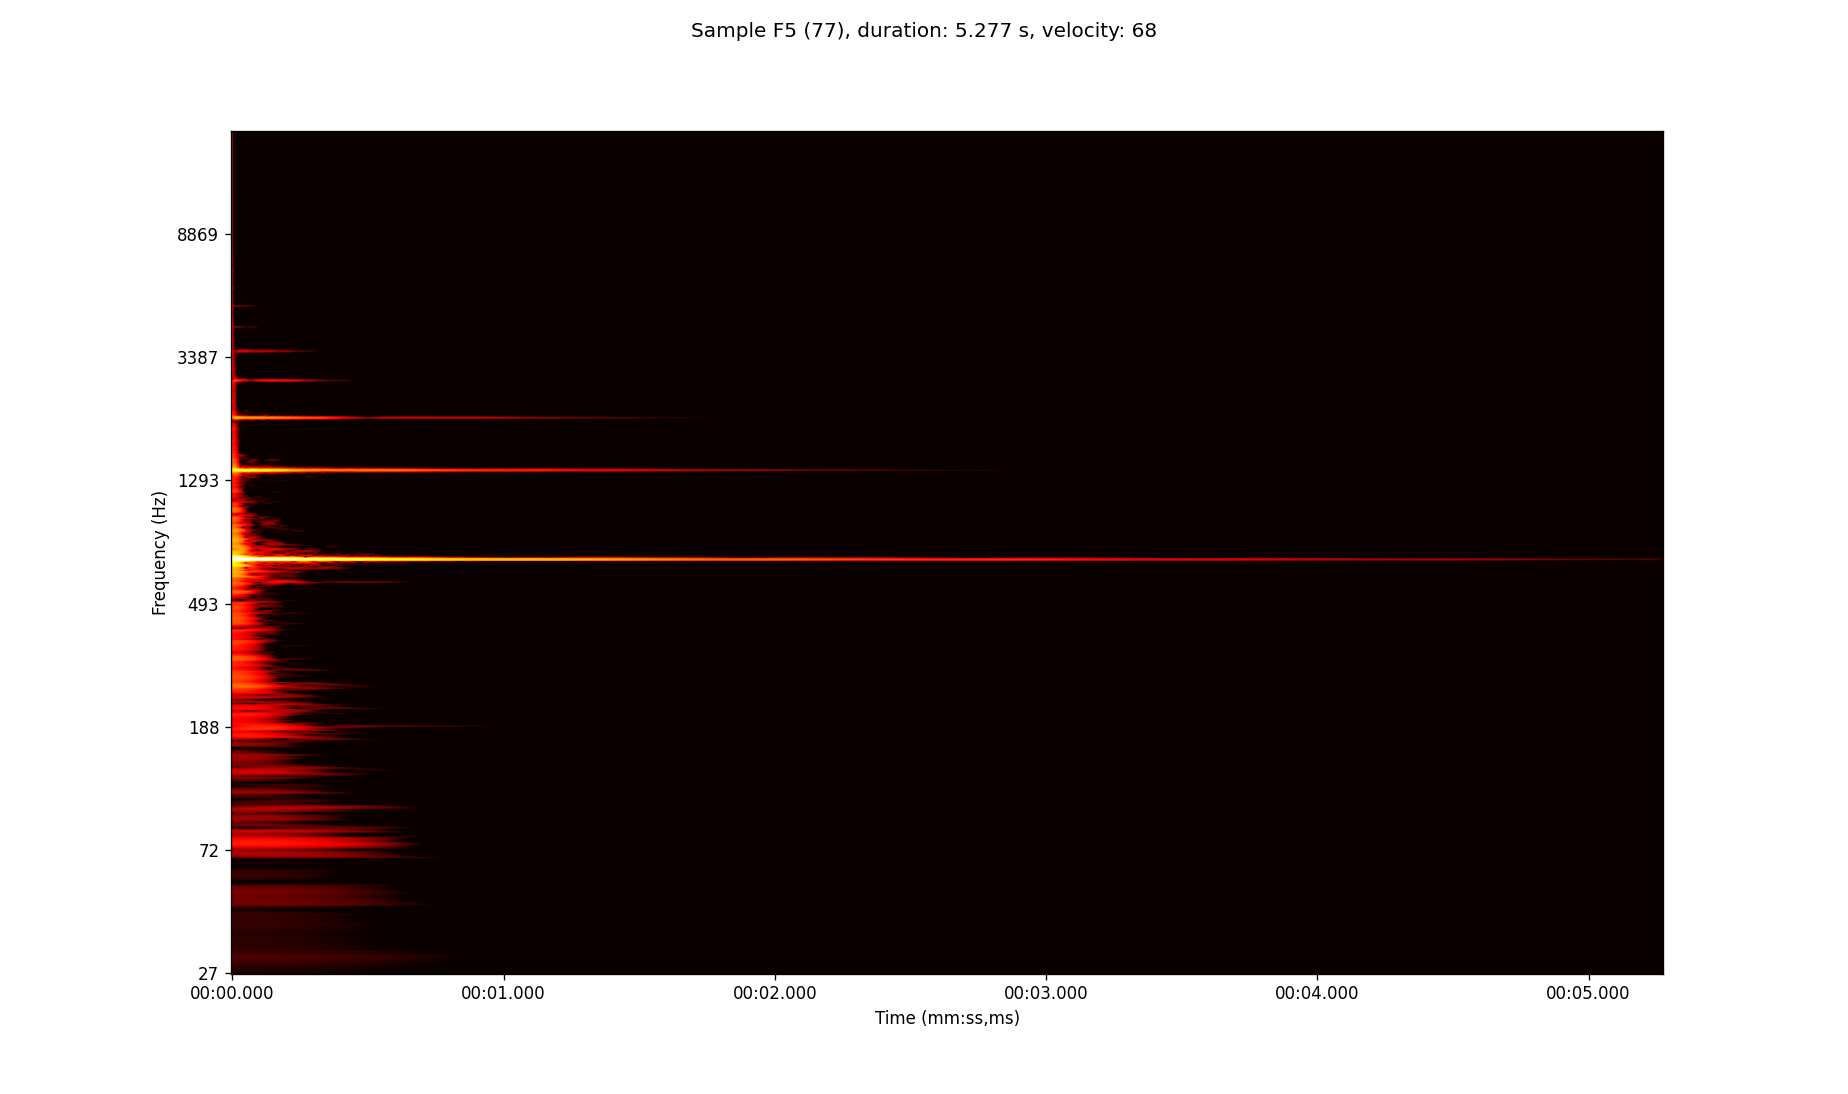 Sample F5 (77), duration: 5.277 s, velocity: 68
8869
3387
1293
493
188
72
27
Frequency (Hz)
00:00.000 00:01.000 00:02.000 00:03.000 00:04.000 00:05.000
Time (mm:ss,ms)